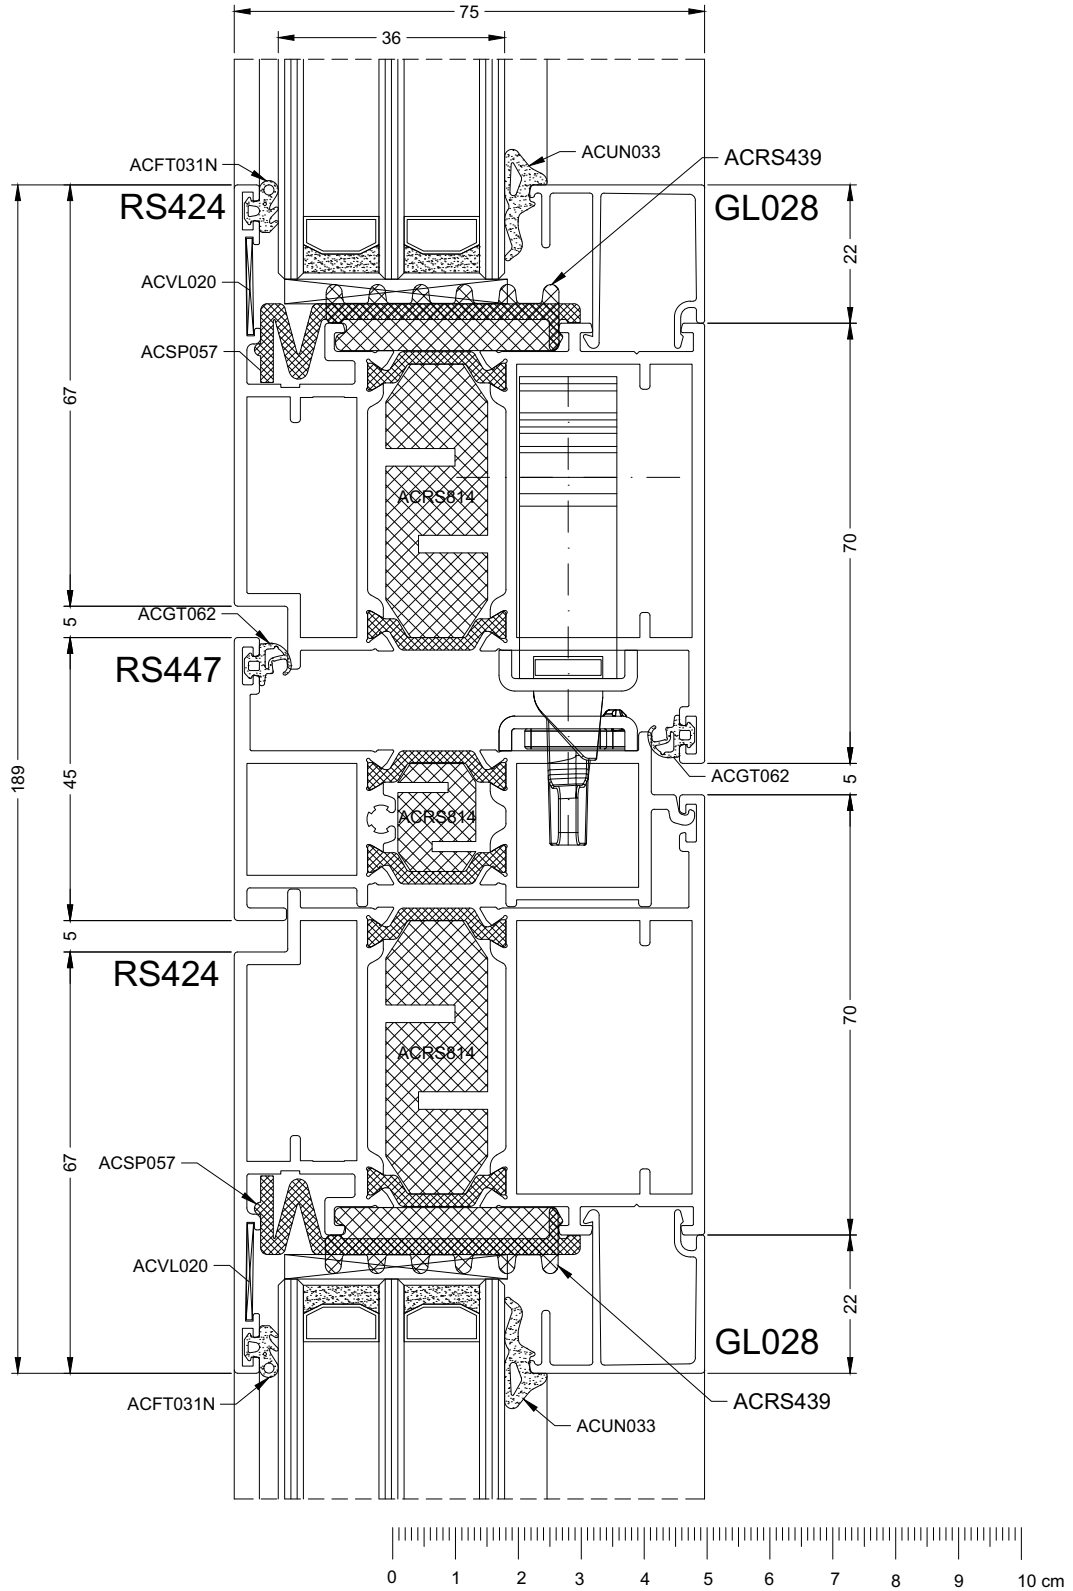 75
36
ACFT031N
ACUN033
ACRS439
RS424
GL028
22
ACVL020
ACSP057
67
ACRS814
70
5
ACGT062
RS447
189
45
ACGT062
5
ACRS814
5
RS424
70
ACRS814
67
ACSP057
ACVL020
22
GL028
ACFT031N
ACRS439
ACUN033
0 1 2 3 4 5 6 7 8 9 10 cm